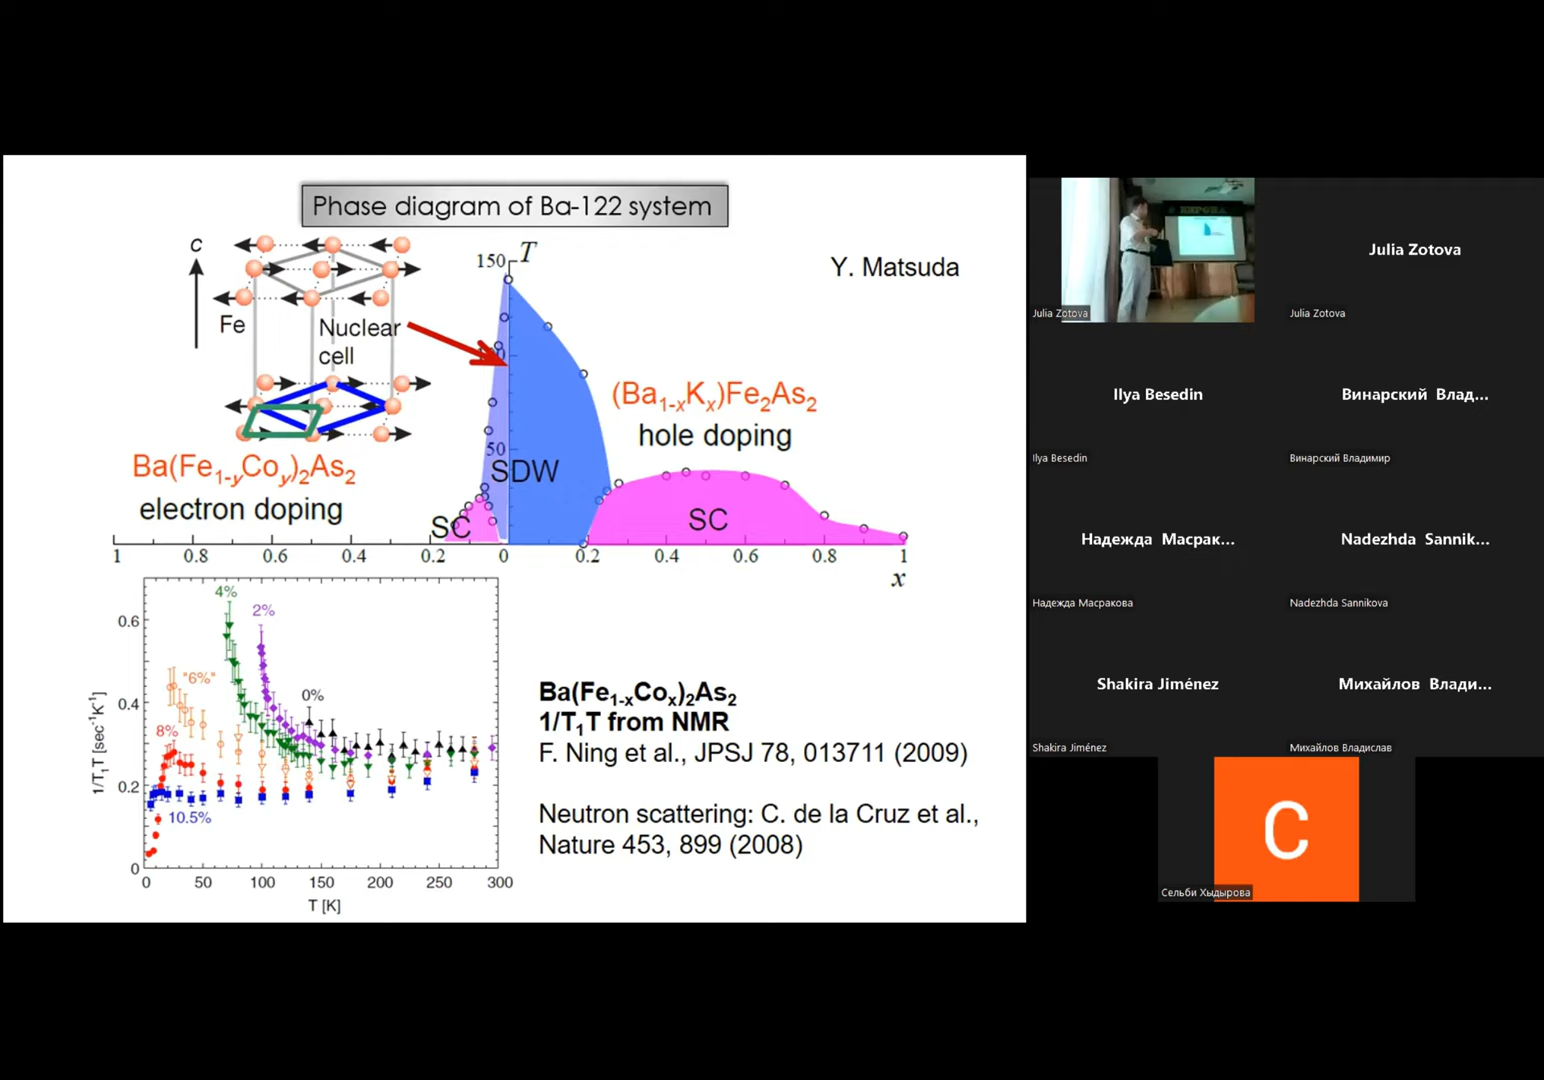 Phase diagram of Ba-122 system
c
Fe
Nuclear
cell
150
T
Y. Matsuda
50
SDW
(Ba1-xKx)Fe2As2
hole doping
Ba(Fe1-yCoy)2As2
electron doping
SC
SC
1 0.8 0.6 0.4 0.2 0 0.2 0.4 0.6 0.8 1
x
4%
2%
"6%"
0%
8%
10.5%
0.6
0.4
0.2
0
1/T1T [sec-1K-1]
0 50 100 150 200 250 300
T [K]
Ba(Fe1-xCox)2As2
1/T1T from NMR
F. Ning et al., JPSJ 78, 013711 (2009)
Neutron scattering: C. de la Cruz et al.,
Nature 453, 899 (2008)
Julia Zotova
Julia Zotova
Julia Zotova
Ilya Besedin
Ilya Besedin
Винарский Влад...
Винарский Владимир
Надежда Масрак...
Надежда Масракова
Nadezhda Sannik...
Nadezhda Sannikova
Shakira Jiménez
Shakira Jiménez
Михайлов Влади...
Михайлов Владислав
C
Сельби Хыдырова